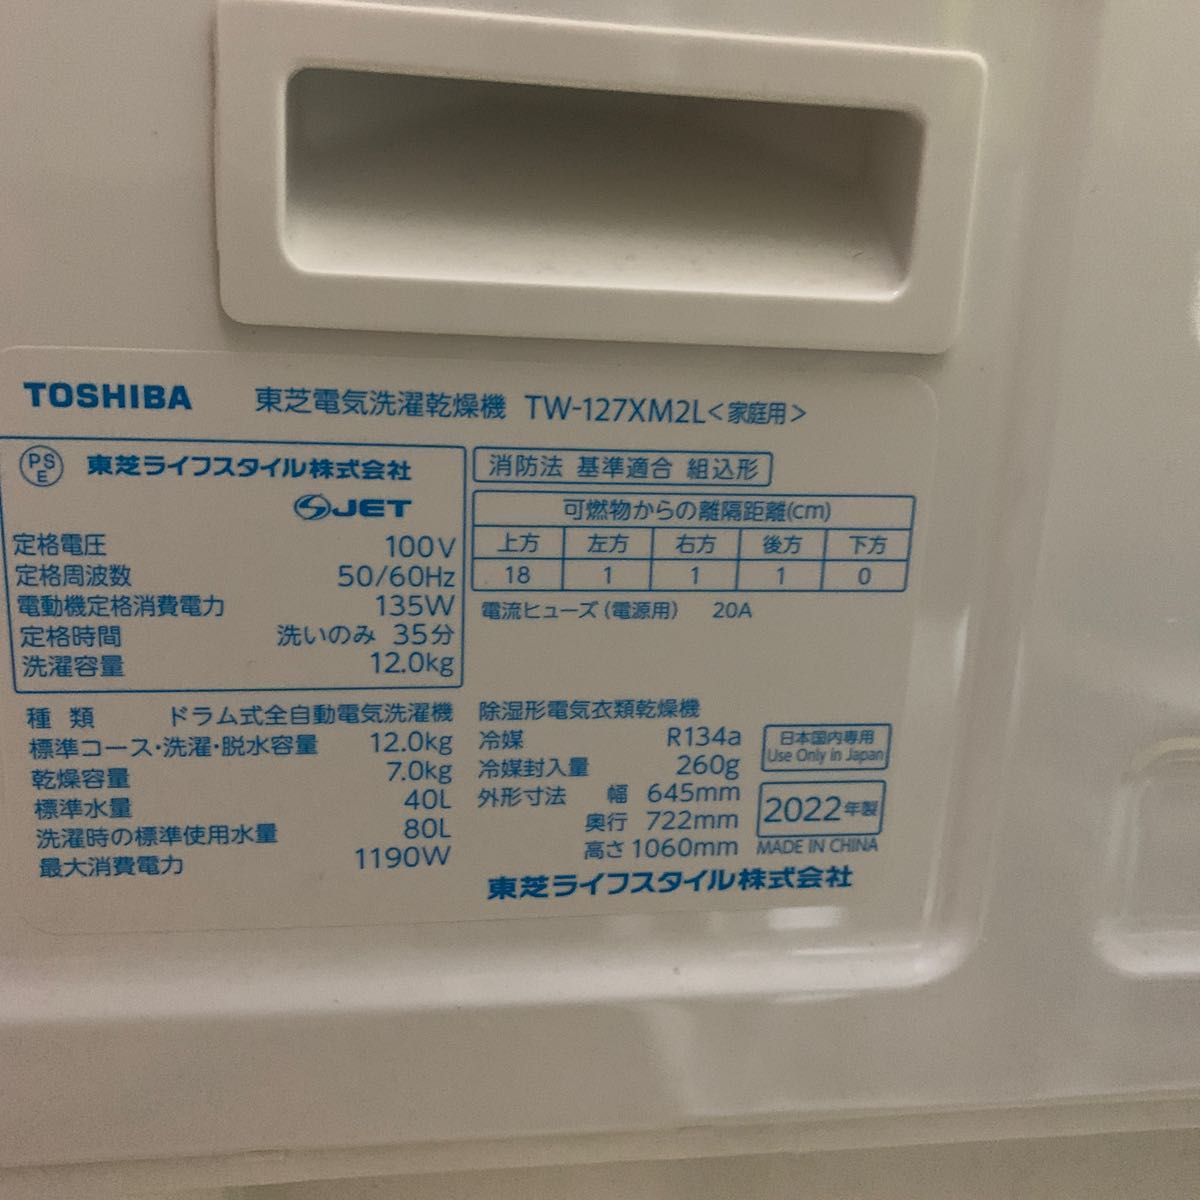 TOSHIBA 東芝電気洗濯乾燥機 TW-127XM2L<家庭用>
PS E 東芝ライフスタイル株式会社
S JET
定格電圧 100V
定格周波数 50/60Hz
電動機定格消費電力 135W
定格時間 洗いのみ 35分
洗濯容量 12.0kg
消防法 基準適合 組込形
可燃物からの離隔距離(cm)
上方 左方 右方 後方 下方
18 1 1 1 0
電流ヒューズ(電源用) 20A
種類 ドラム式全自動電気洗濯機
標準コース・洗濯・脱水容量 12.0kg
乾燥容量 7.0kg
標準水量 40L
洗濯時の標準使用水量 80L
最大消費電力 1190W
除湿形電気衣類乾燥機
冷媒 R134a
冷媒封入量 260g
外形寸法 幅 645mm
奥行 722mm
高さ 1060mm
日本国内専用
Use Only in Japan
2022年製
MADE IN CHINA
東芝ライフスタイル株式会社